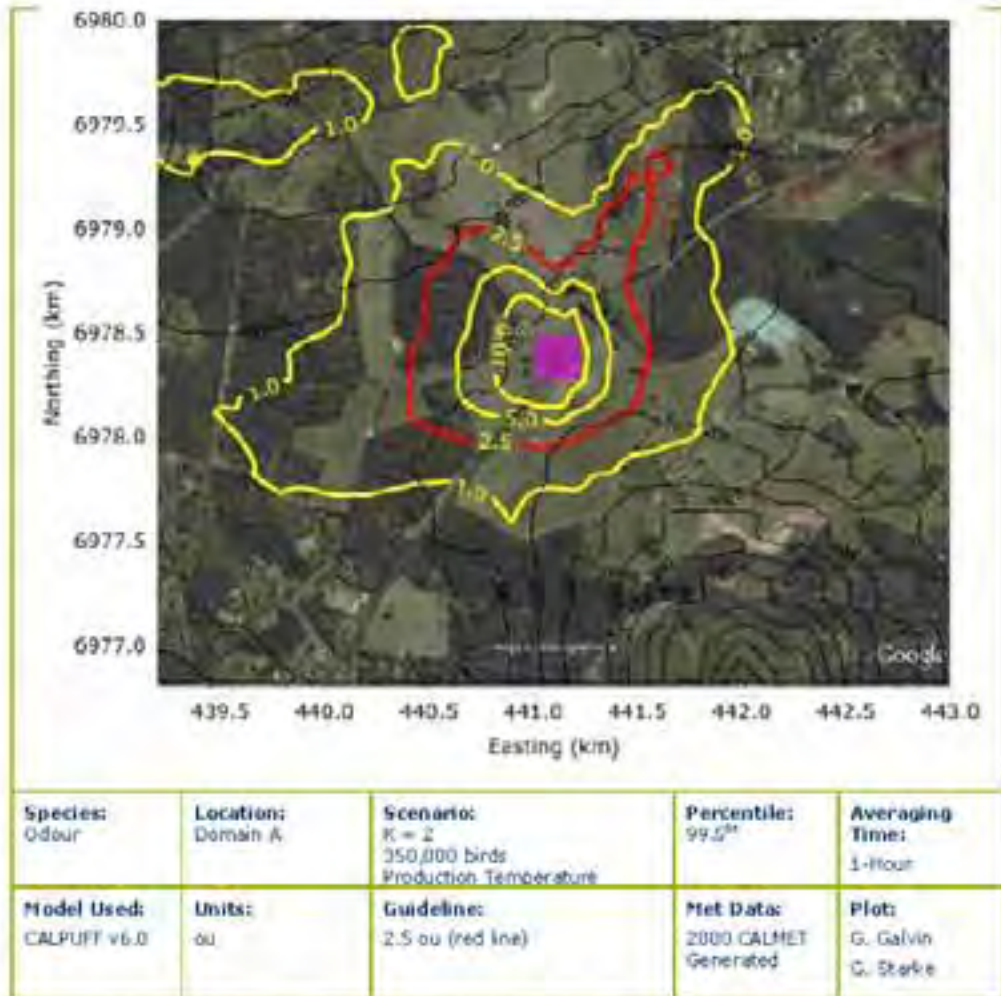 6980.0
6979.5
6979.0
6978.5
6978.0
6977.5
6977.0
Northing (km)
1.0
1.0
2.5
10.0
5.0
2.5
1.0
1.0
Google
439.5 440.0 440.5 441.0 441.5 442.0 442.5 443.0
Easting (km)
Species:
Odour
Location:
Domain A
Scenario:
K = 2
350,000 birds
Production Temperature
Percentile:
99.5th
Averaging
Time:
1-Hour
Model Used:
CALPUFF v6.0
Units:
ou
Guideline:
2.5 ou (red line)
Met Data:
2000 CALMET
Generated
Plot:
G. Galvin
G. Starke